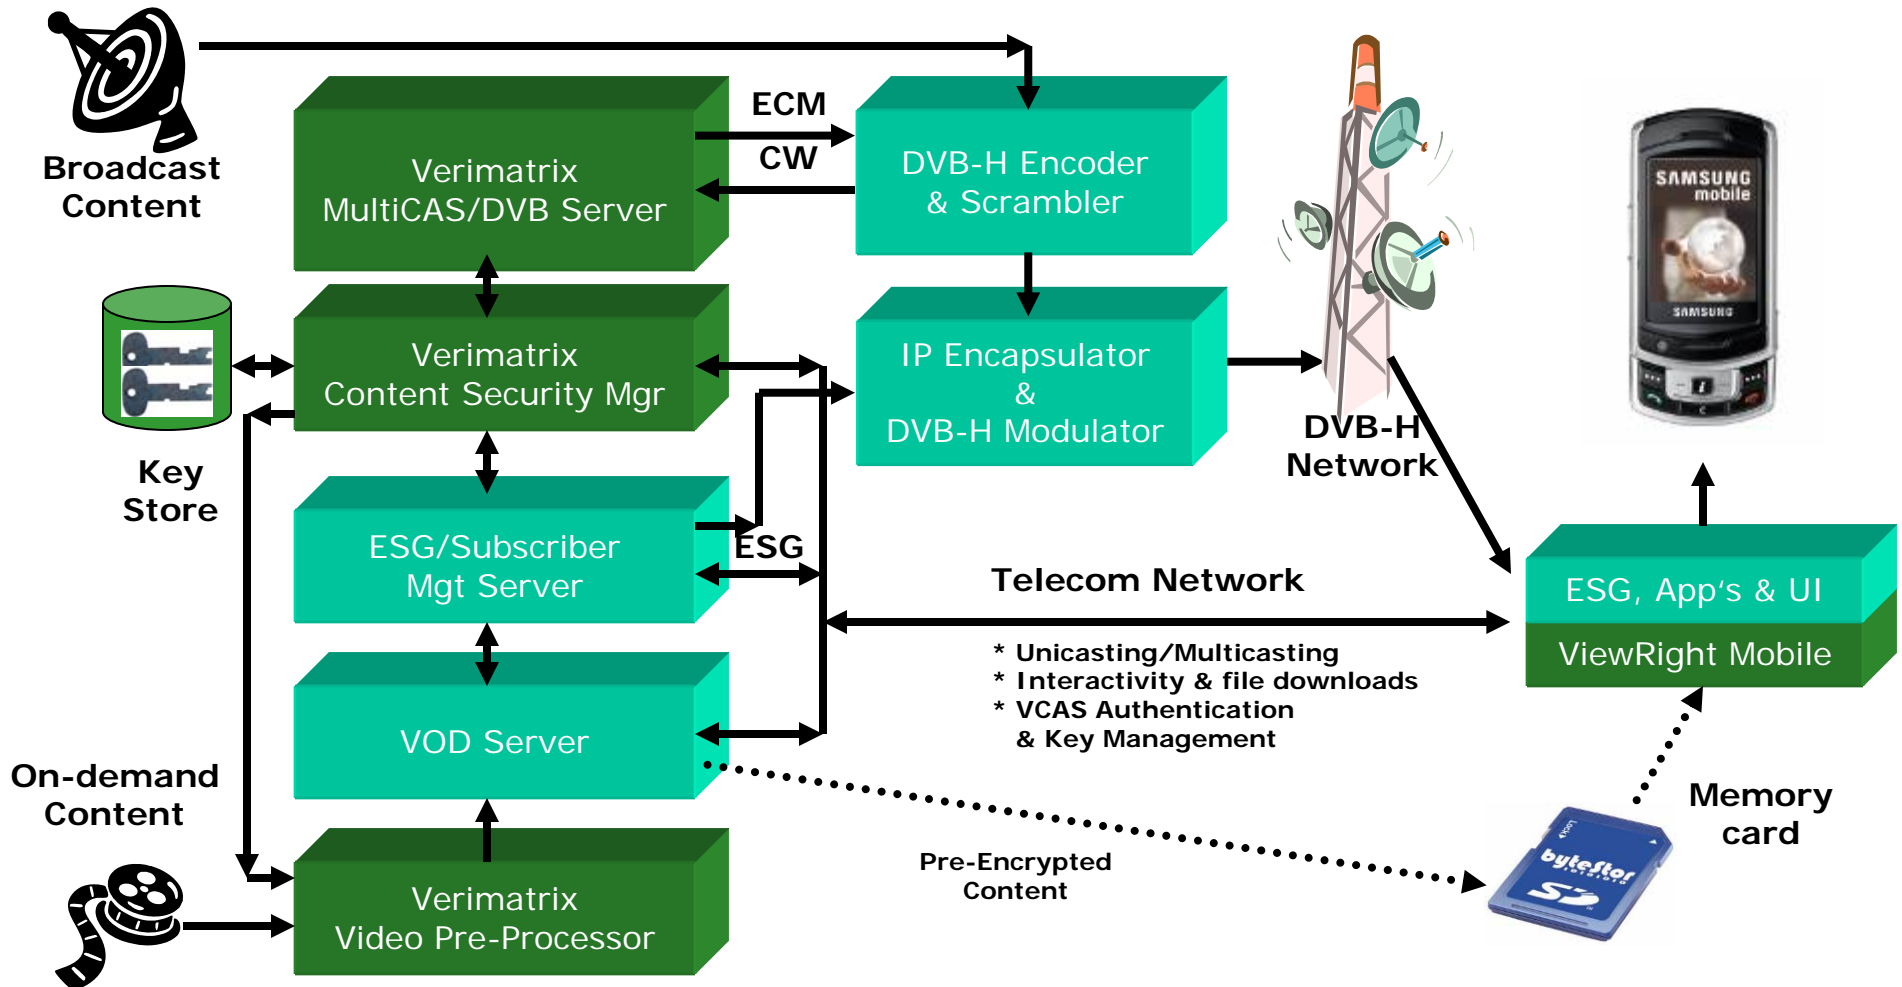 Broadcast
Content
Verimatrix
MultiCAS/DVB Server
ECM
CW
DVB-H Encoder
& Scrambler
SAMSUNG
mobile
SAMSUNG
Verimatrix
Content Security Mgr
IP Encapsulator
&
DVB-H Modulator
DVB-H
Network
Key
Store
ESG/Subscriber
Mgt Server
ESG
Telecom Network
* Unicasting/Multicasting
* Interactivity & file downloads
* VCAS Authentication
& Key Management
ESG, App's & UI
ViewRight Mobile
VOD Server
On-demand
Content
Verimatrix
Video Pre-Processor
Pre-Encrypted
Content
Memory
card
Lock
byteStor
SD